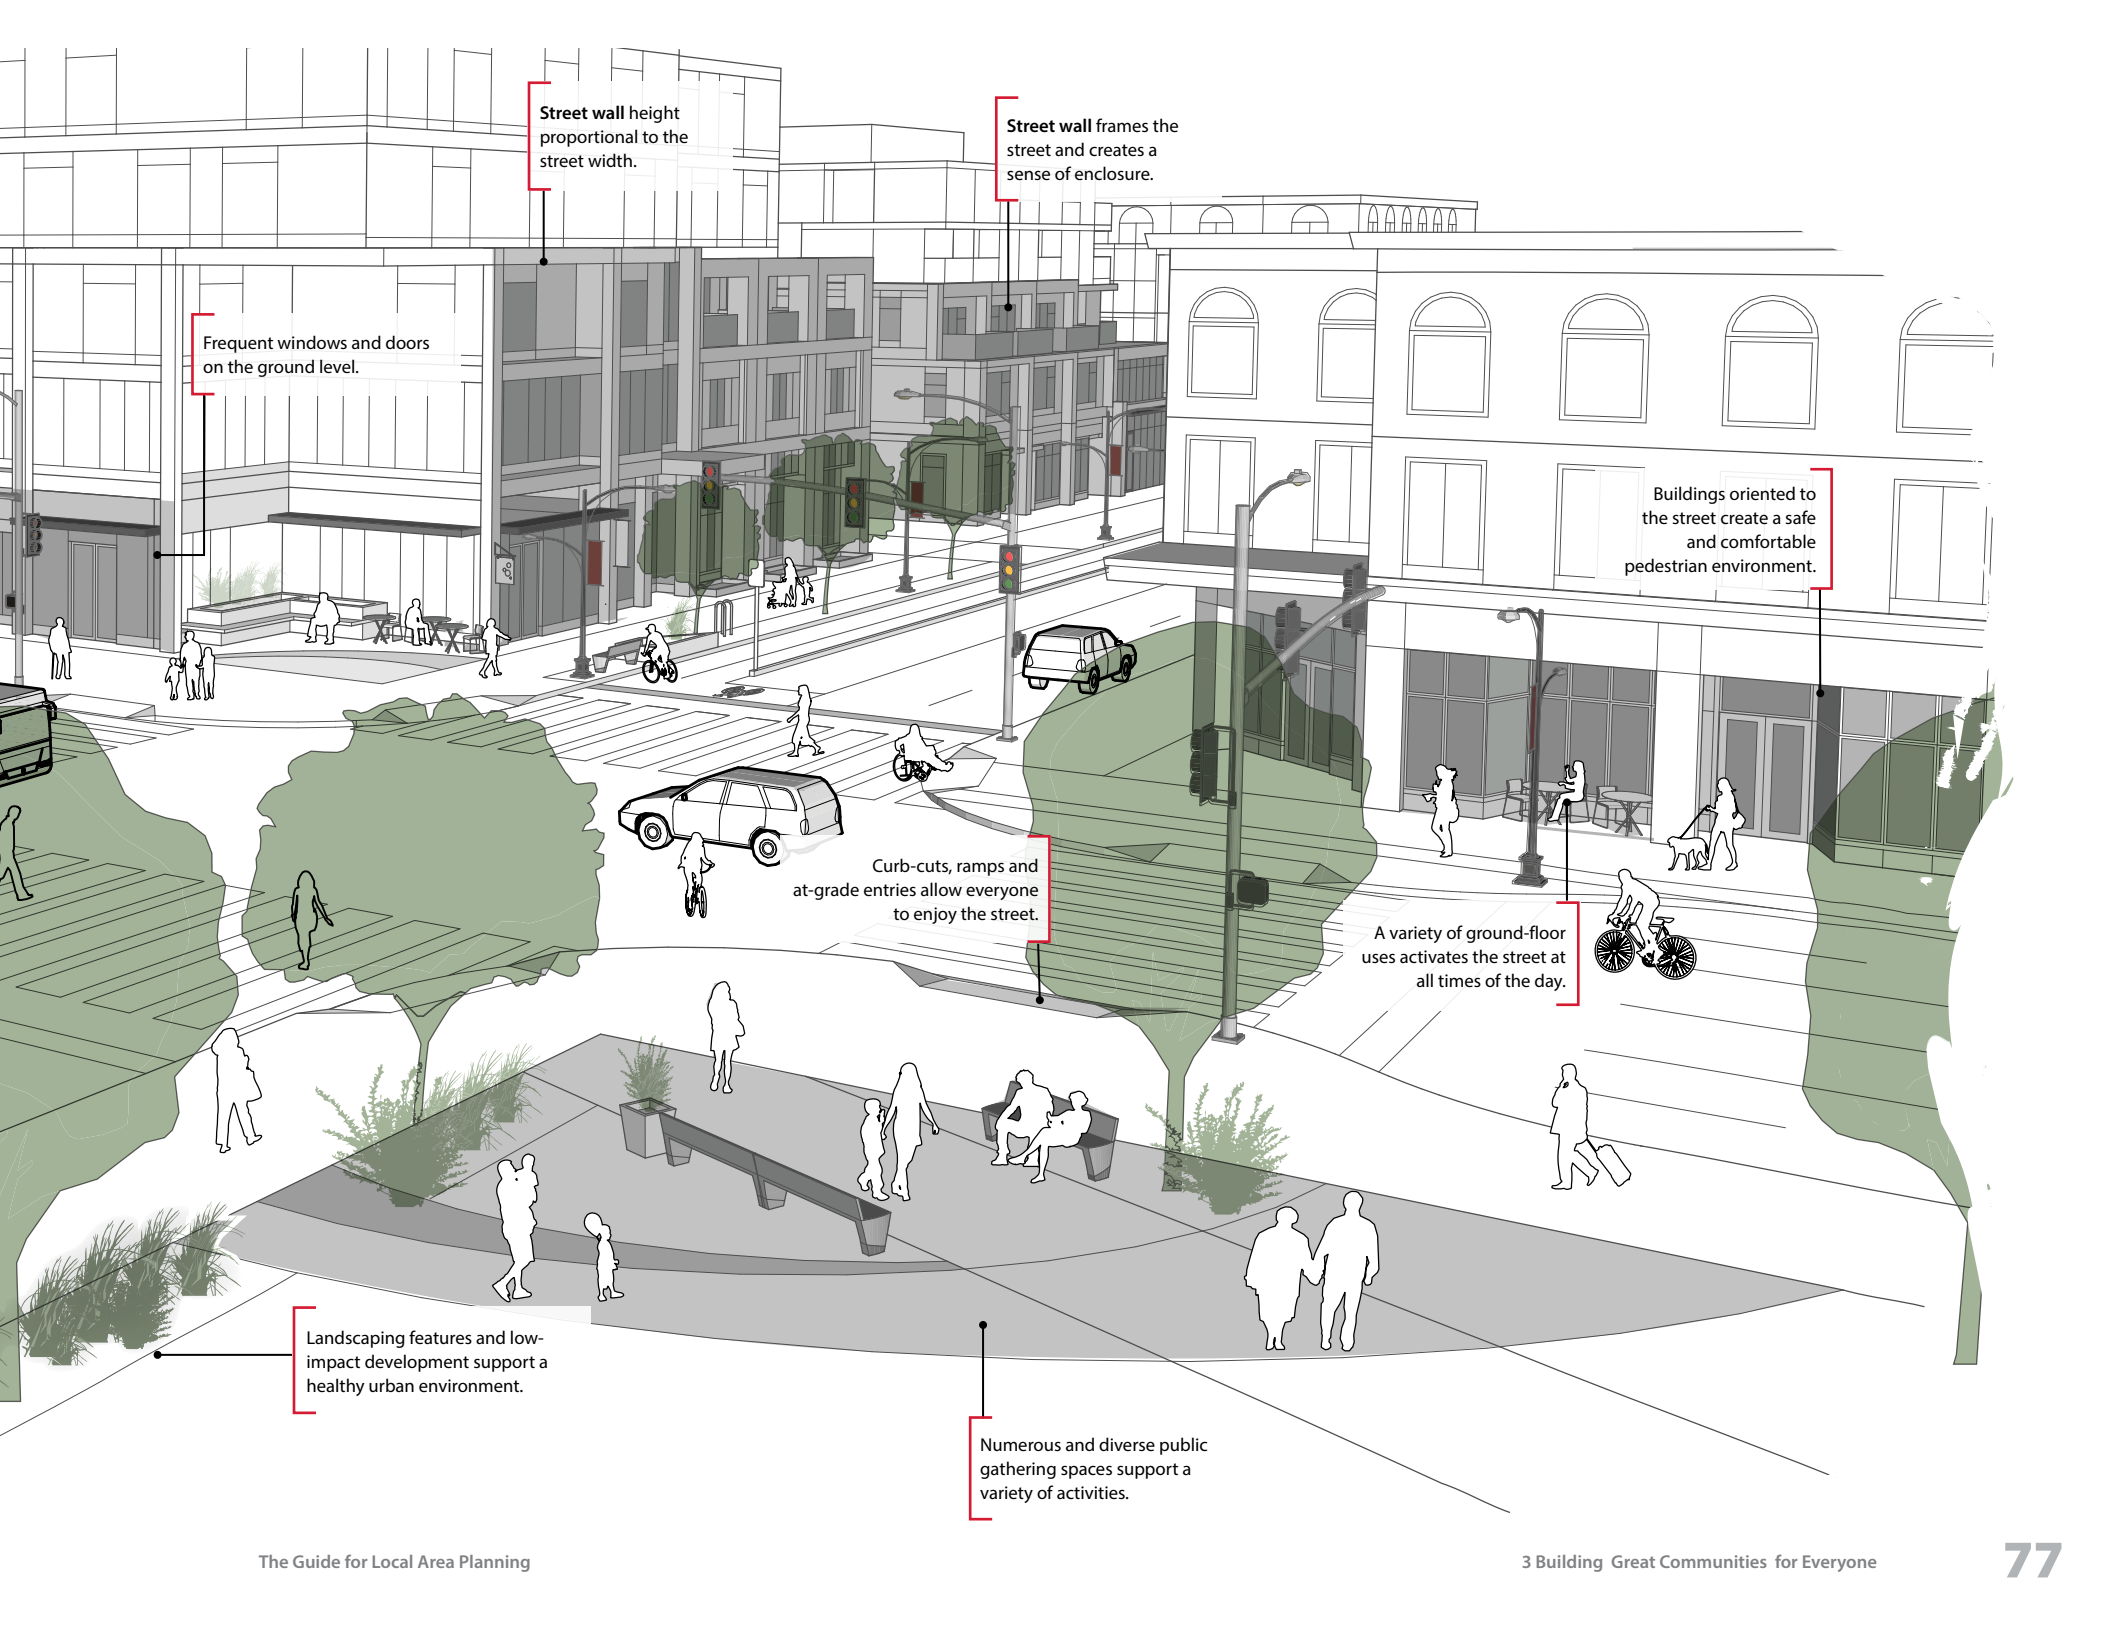 Street wall height
proportional to the
street width.
Street wall frames the
street and creates a
sense of enclosure.
Frequent windows and doors
on the ground level.
Buildings oriented to
the street create a safe
and comfortable
pedestrian environment.
Curb-cuts, ramps and
at-grade entries allow everyone
to enjoy the street.
A variety of ground-floor
uses activates the street at
all times of the day.
Landscaping features and low-
impact development support a
healthy urban environment.
Numerous and diverse public
gathering spaces support a
variety of activities.
The Guide for Local Area Planning
3 Building Great Communities for Everyone
77